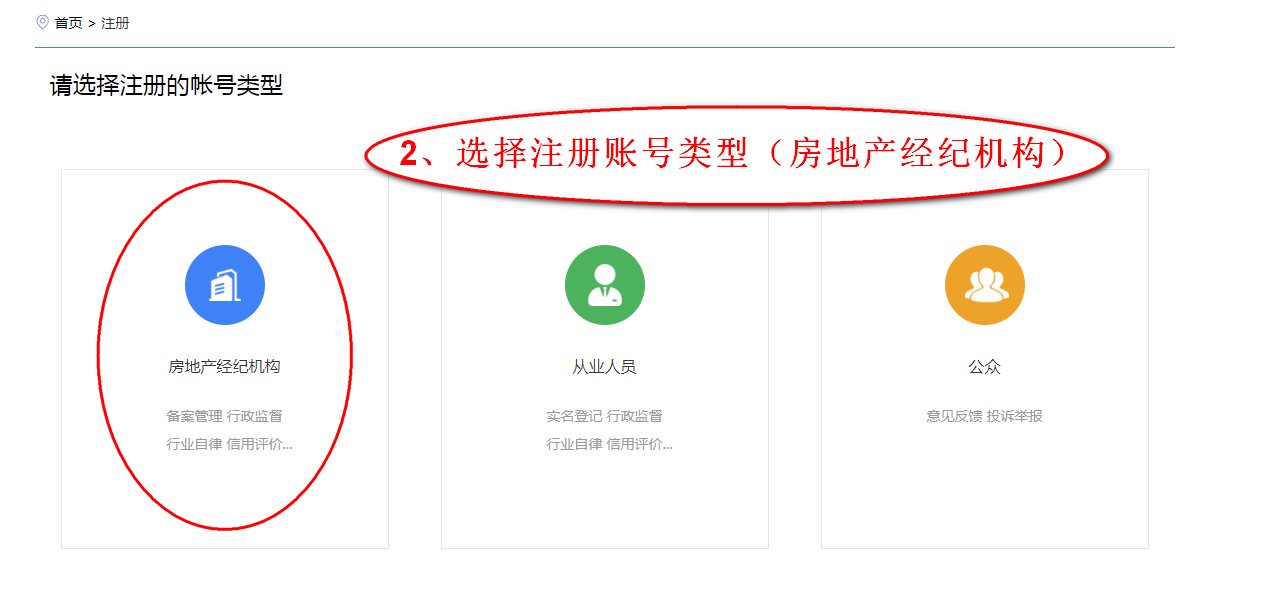 首页 > 注册
请选择注册的帐号类型
2、选择注册账号类型（房地产经纪机构）
房地产经纪机构
备案管理 行政监督
行业自律 信用评价...
从业人员
实名登记 行政监督
行业自律 信用评价...
公众
意见反馈 投诉举报